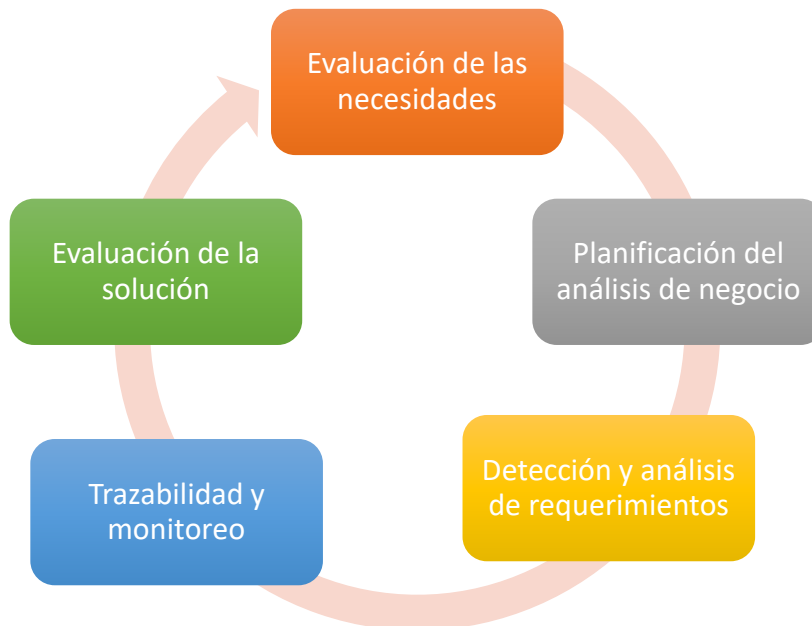 Evaluación de las
necesidades
Planificación del
análisis de negocio
Detección y análisis
de requerimientos
Trazabilidad y
monitoreo
Evaluación de la
solución